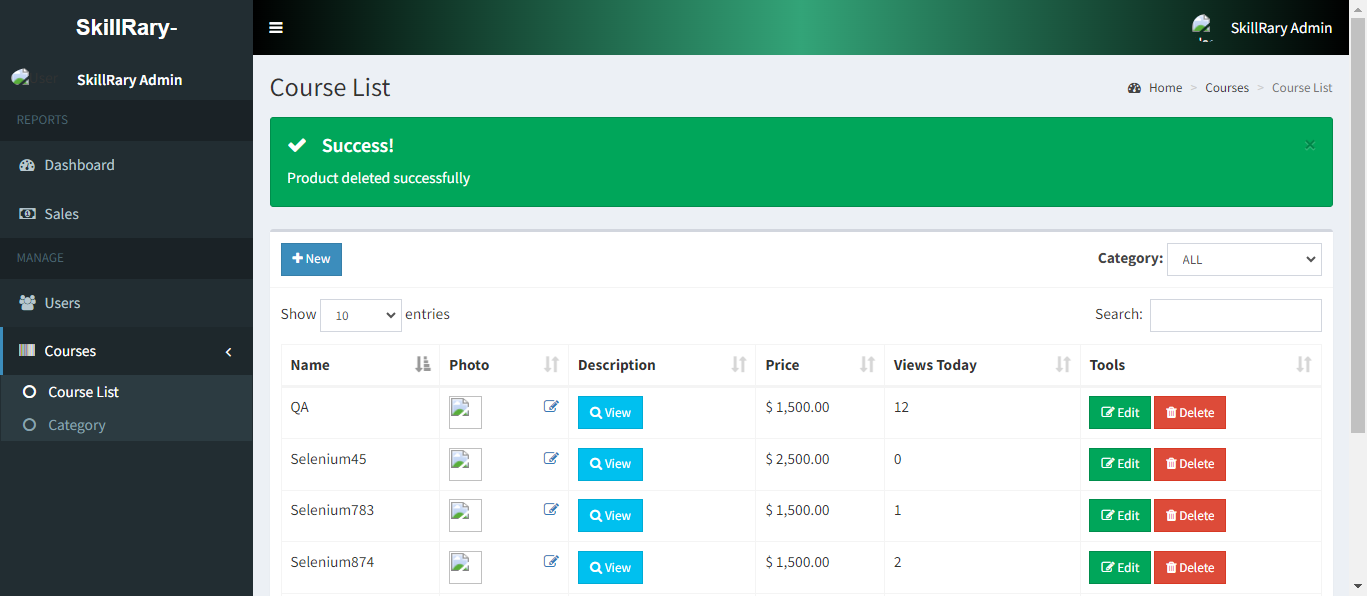 SkillRary-
SkillRary Admin
SkillRary Admin
REPORTS
Dashboard
Sales
MANAGE
Users
Courses
Course List
Category
Course List
Home > Courses > Course List
Success!
×
Product deleted successfully
New
Category: ALL
Show 10 entries
Search:
Name Photo Description Price Views Today Tools
QA View $ 1,500.00 12 Edit Delete
Selenium45 View $ 2,500.00 0 Edit Delete
Selenium783 View $ 1,500.00 1 Edit Delete
Selenium874 View $ 1,500.00 2 Edit Delete